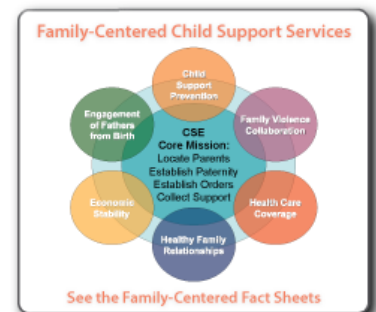 Family-Centered Child Support Services
Child
Support
Prevention
Engagement
of Fathers
from Birth
Family Violence
Collaboration
CSE
Core Mission:
Locate Parents
Establish Paternity
Establish Orders
Collect Support
Economic
Stability
Health Care
Coverage
Healthy Family
Relationships
See the Family-Centered Fact Sheets